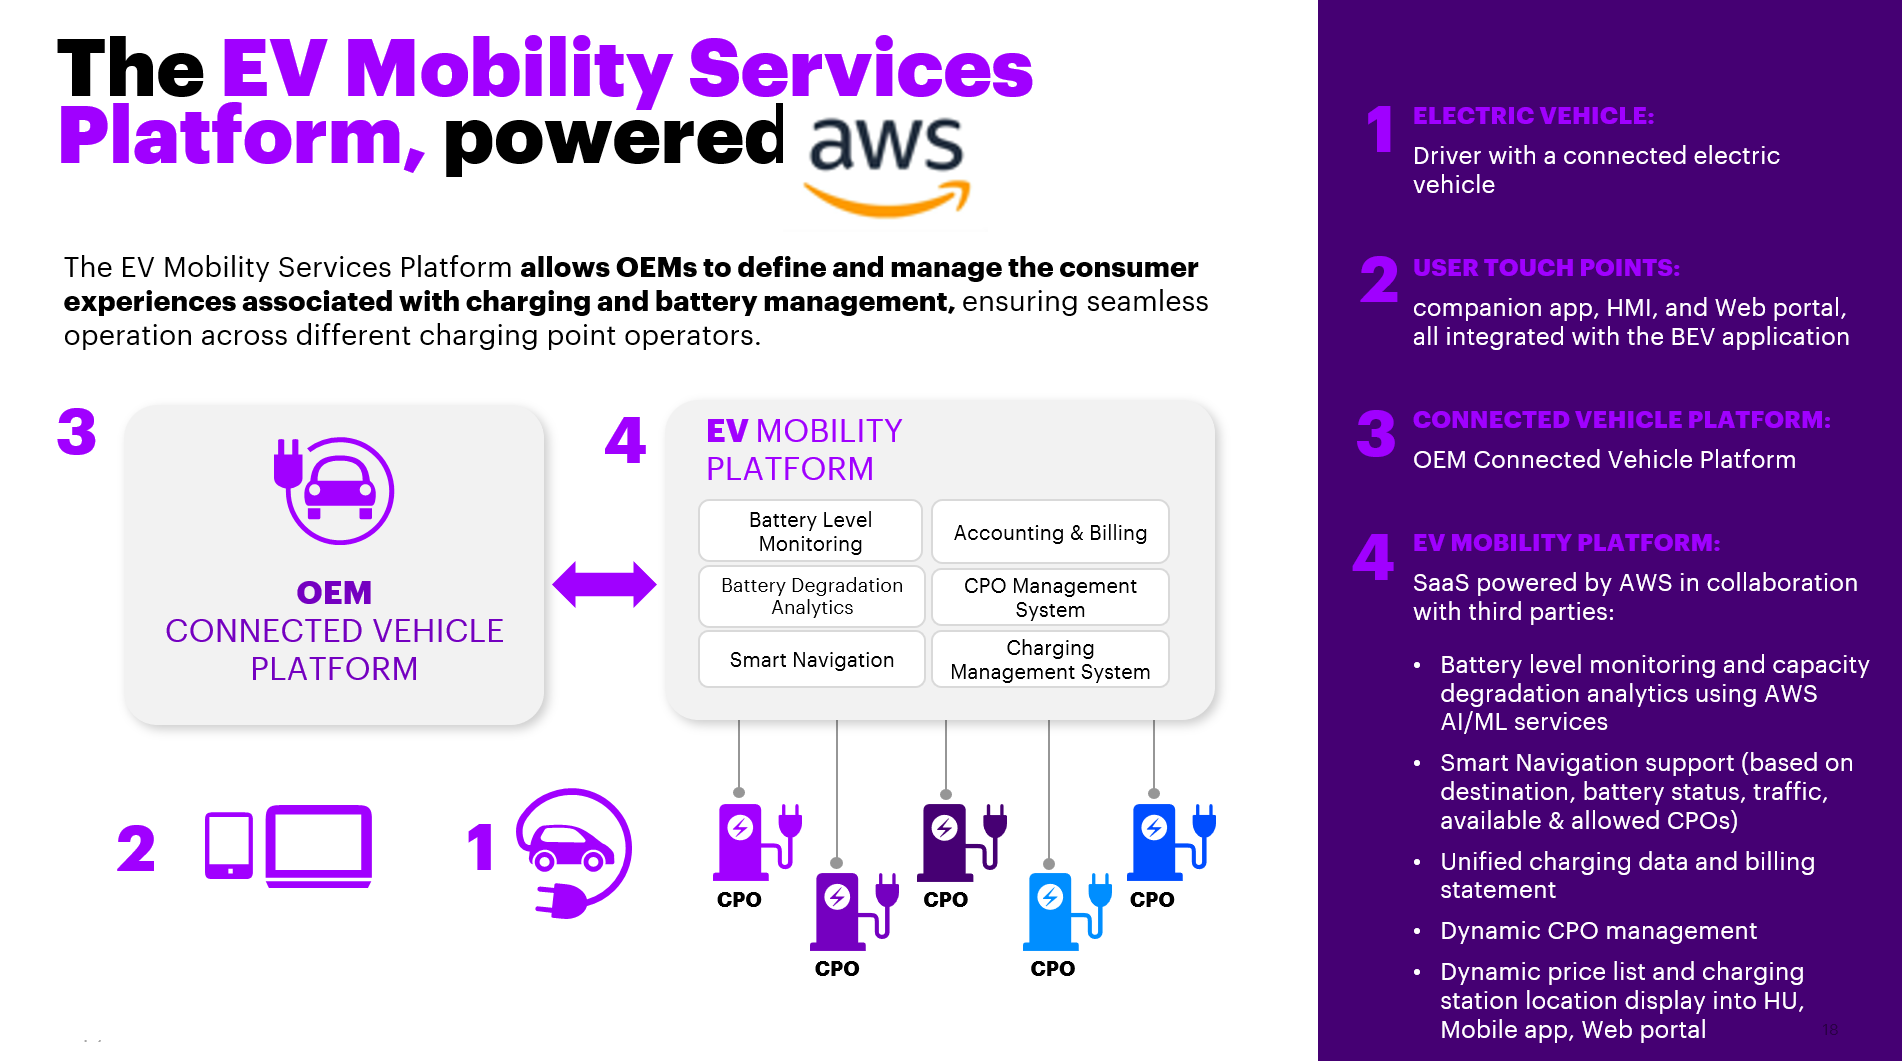 The EV Mobility Services
Platform, powered
aws
The EV Mobility Services Platform allows OEMs to define and manage the consumer
experiences associated with charging and battery management, ensuring seamless
operation across different charging point operators.
3
OEM
CONNECTED VEHICLE
PLATFORM
4
EV MOBILITY
PLATFORM
Battery Level
Monitoring
Accounting & Billing
Battery Degradation
Analytics
CPO Management
System
Smart Navigation
Charging
Management System
2
1
CPO
CPO
CPO
CPO
CPO
1
ELECTRIC VEHICLE:
Driver with a connected electric
vehicle
2
USER TOUCH POINTS:
companion app, HMI, and Web portal,
all integrated with the BEV application
3
CONNECTED VEHICLE PLATFORM:
OEM Connected Vehicle Platform
4
EV MOBILITY PLATFORM:
SaaS powered by AWS in collaboration
with third parties:
• Battery level monitoring and capacity
degradation analytics using AWS
AI/ML services
• Smart Navigation support (based on
destination, battery status, traffic,
available & allowed CPOs)
• Unified charging data and billing
statement
• Dynamic CPO management
• Dynamic price list and charging
station location display into HU,
Mobile app, Web portal
18